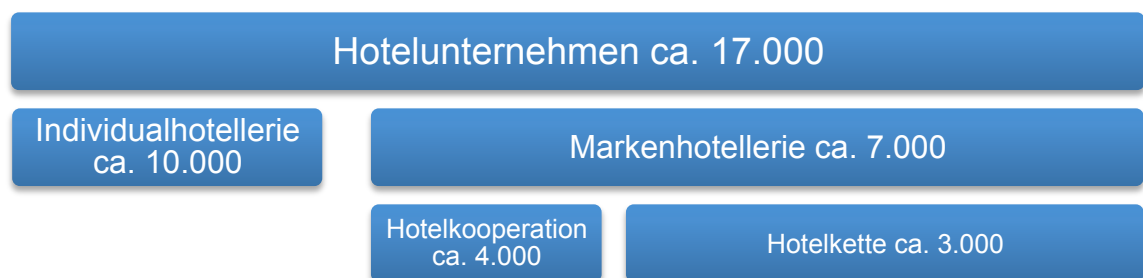 Hotelunternehmen ca. 17.000
Individualhotellerie
ca. 10.000
Markenhotellerie ca. 7.000
Hotelkooperation
ca. 4.000
Hotelkette ca. 3.000